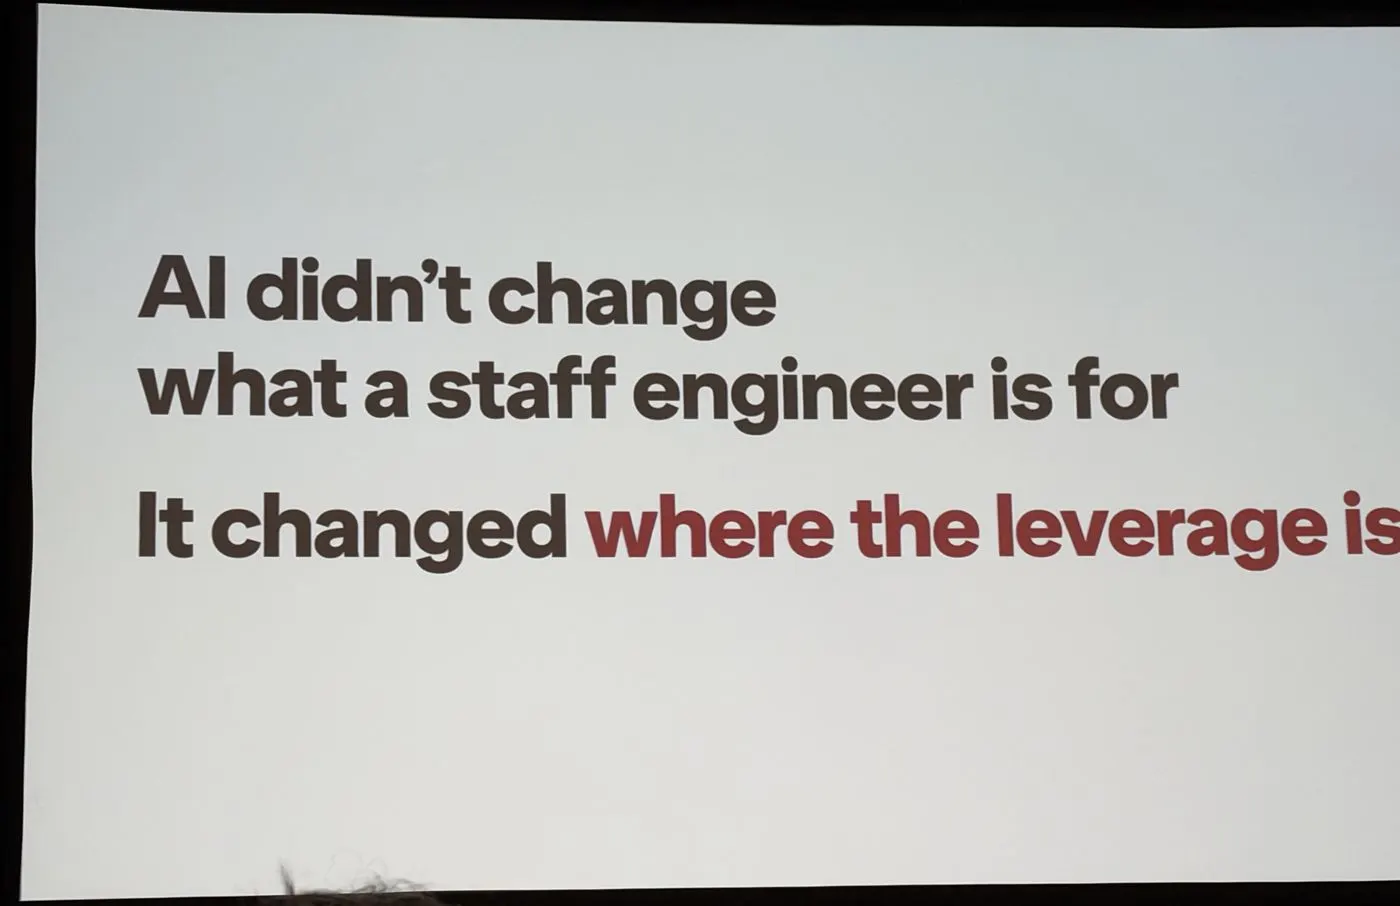 AI didn’t change
what a staff engineer is for
It changed where the leverage is